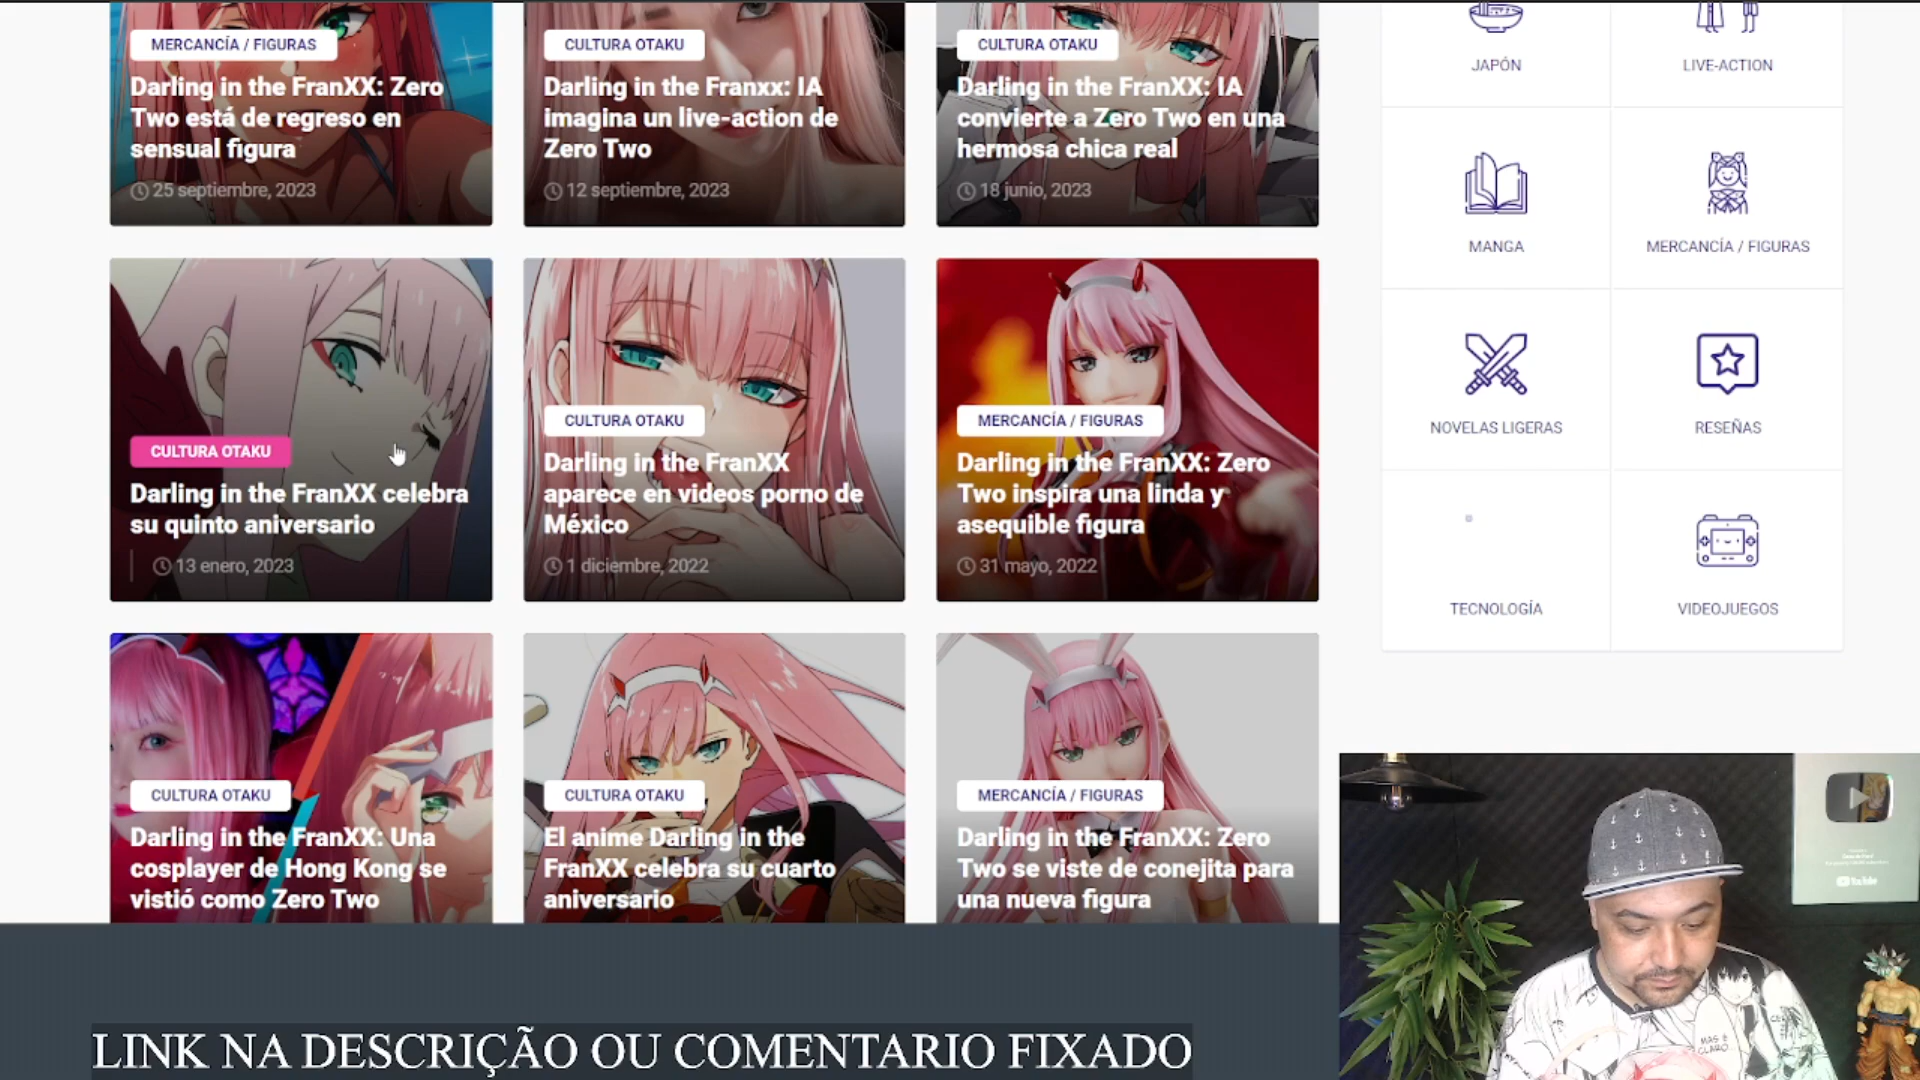 MERCANCÍA / FIGURAS
Darling in the FranXX: Zero
Two está de regreso en
sensual figura
25 septiembre, 2023
CULTURA OTAKU
Darling in the Franxx: IA
imagina un live-action de
Zero Two
12 septiembre, 2023
CULTURA OTAKU
Darling in the FranXX: IA
convierte a Zero Two en una
hermosa chica real
18 junio, 2023
CULTURA OTAKU
Darling in the FranXX celebra
su quinto aniversario
13 enero, 2023
CULTURA OTAKU
Darling in the FranXX
aparece en videos porno de
México
1 diciembre, 2022
MERCANCÍA / FIGURAS
Darling in the FranXX: Zero
Two inspira una linda y
asequible figura
31 mayo, 2022
CULTURA OTAKU
Darling in the FranXX: Una
cosplayer de Hong Kong se
vistió como Zero Two
CULTURA OTAKU
El anime Darling in the
FranXX celebra su cuarto
aniversario
MERCANCÍA / FIGURAS
Darling in the FranXX: Zero
Two se viste de conejita para
una nueva figura
JAPÓN
LIVE-ACTION
MANGA
MERCANCÍA / FIGURAS
NOVELAS LIGERAS
RESEÑAS
TECNOLOGÍA
VIDEOJUEGOS
YouTube
MAS É
CLARO
LINK NA DESCRIÇÃO OU COMENTARIO FIXADO